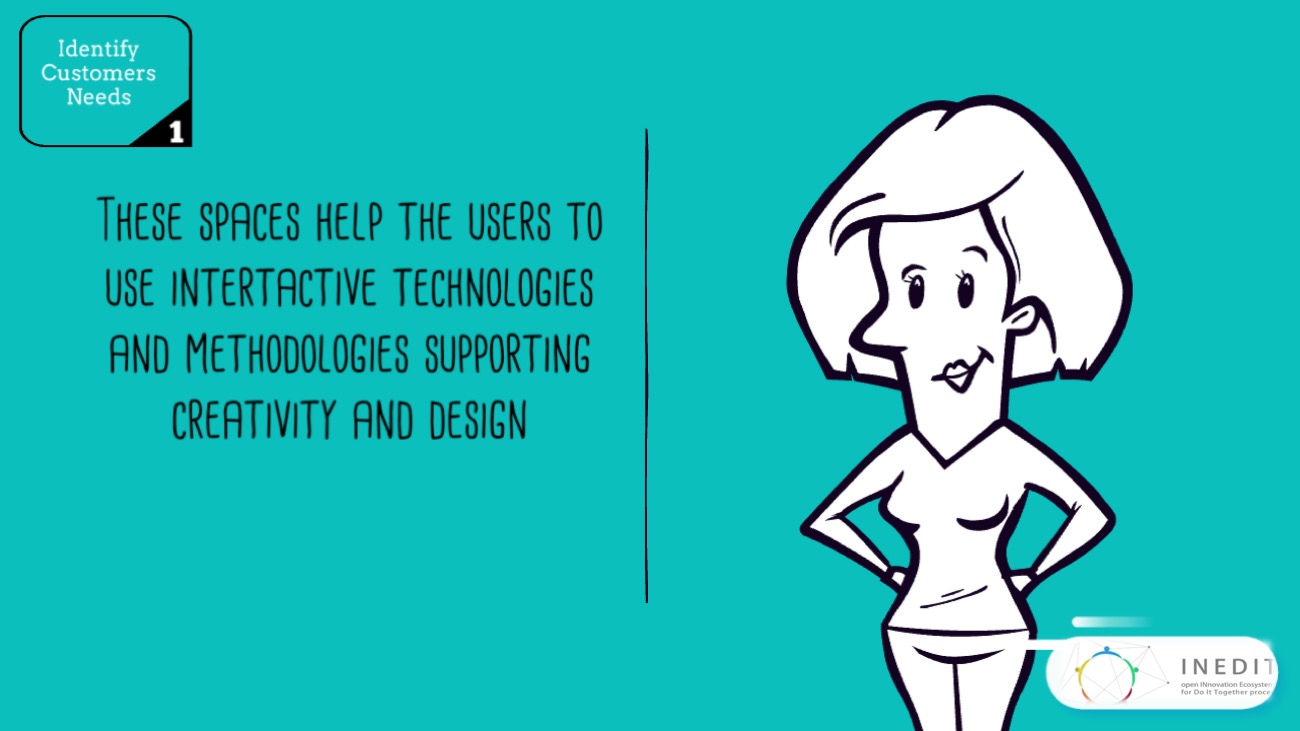 Identify
Customers
Needs
1
THESE SPACES HELP THE USERS TO
USE INTERTACTIVE TECHNOLOGIES
AND METHODOLOGIES SUPPORTING
CREATIVITY AND DESIGN
INEDIT
open INnovation Ecosystem
for Do It Together proce